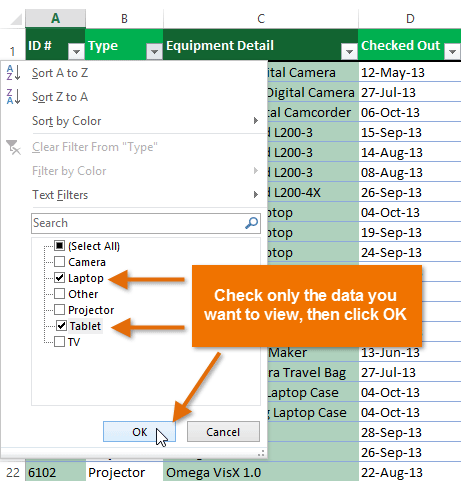 A B C D
1 ID # Type Equipment Detail Checked Out
Sort A to Z
Sort Z to A
Sort by Color
Clear Filter From "Type"
Filter by Color
Text Filters
Search
(Select All)
Camera
Laptop
Other
Projector
Tablet
TV
OK Cancel
Check only the data you
want to view, then click OK
ital Camera 12-May-13
Digital Camera 27-Jul-13
tal Camcorder 06-Oct-13
d L200-3 15-Sep-13
d L200-3 14-Aug-13
d L200-3 08-Aug-13
d L200-4X 26-Sep-13
ptop 04-Oct-13
ptop 19-Sep-13
ptop 24-Sep-13
Maker 13-Jun-13
ra Travel Bag 27-Jul-13
Laptop Case 04-Oct-13
g Laptop Case 04-Oct-13
28-Sep-13
26-Sep-13
22 6102 Projector Omega VisX 1.0 22-Aug-13